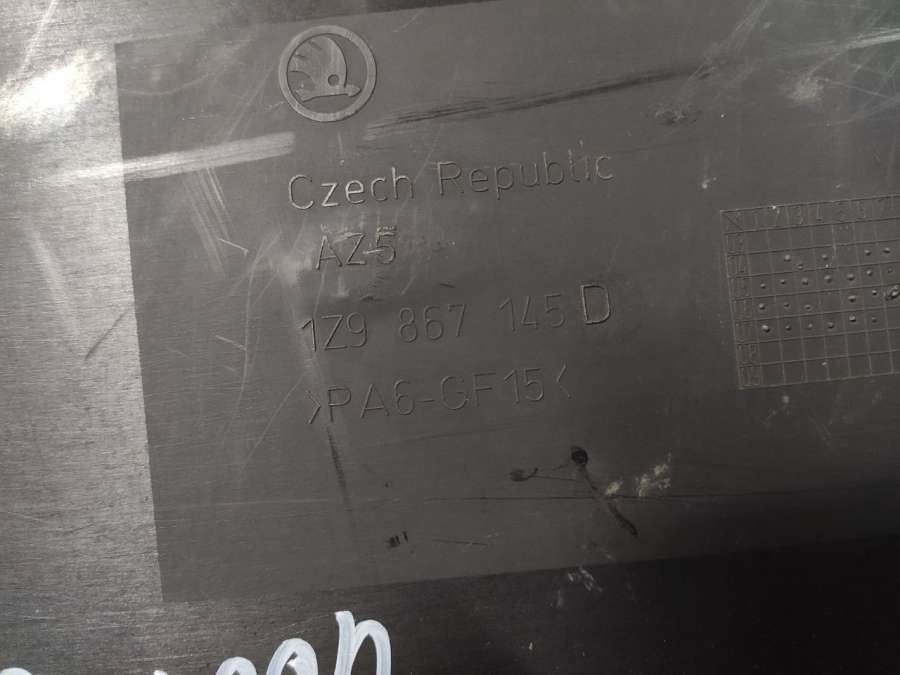 Czech Republic
AZ-5
1Z9 867 145 D
>PA6-GF15<